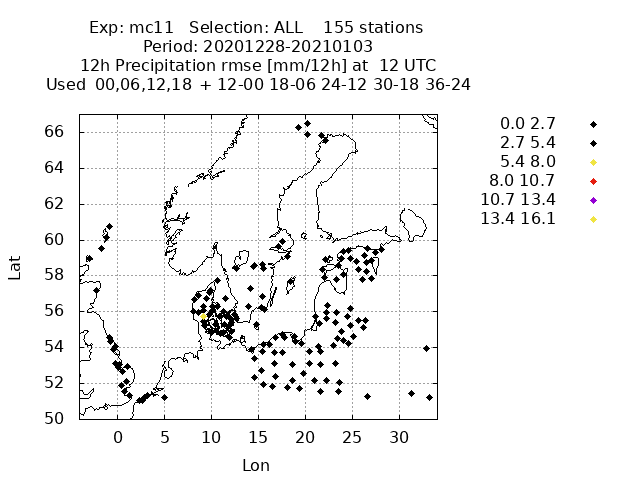 Exp: mc11   Selection: ALL    155 stations
Period: 20201228-20210103
12h Precipitation rmse [mm/12h] at  12 UTC
Used  00,06,12,18  + 12-00 18-06 24-12 30-18 36-24
0.0 2.7
2.7 5.4
5.4 8.0
8.0 10.7
10.7 13.4
13.4 16.1
Lat
66
64
62
60
58
56
54
52
50
0 5 10 15 20 25 30
Lon